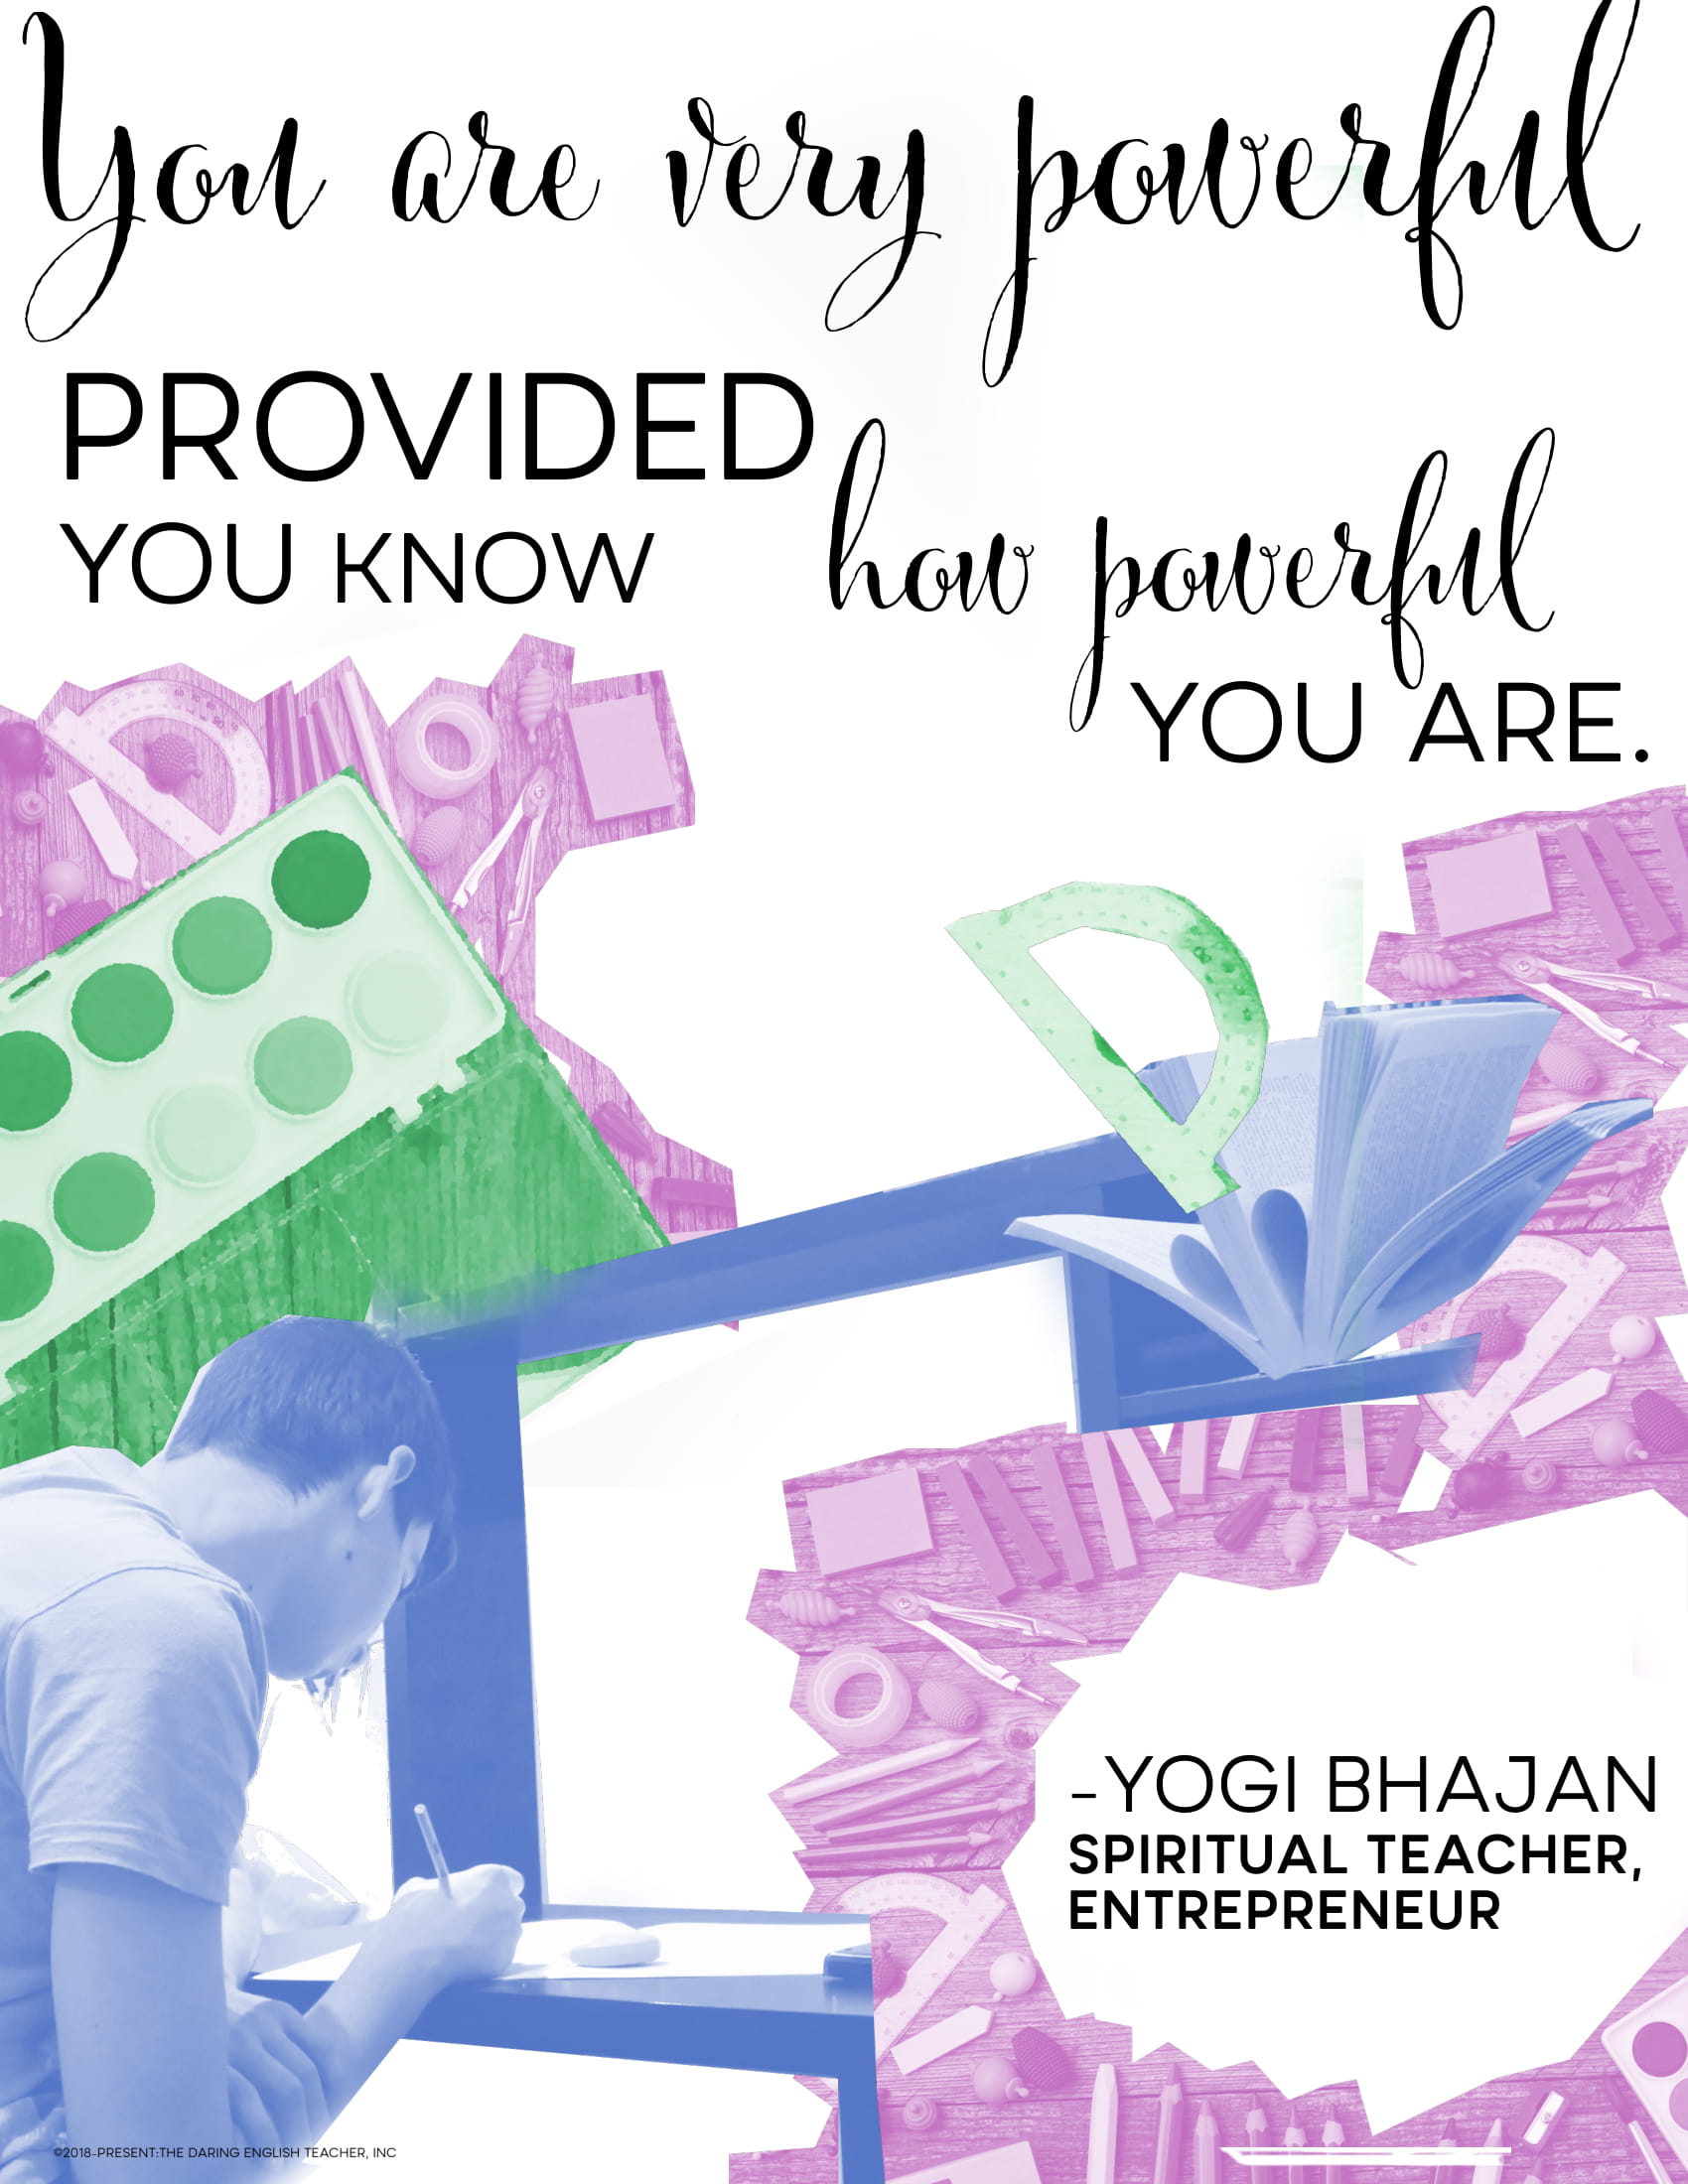 You are very powerful
PROVIDED
YOU KNOW how powerful
YOU ARE.
-YOGI BHAJAN
SPIRITUAL TEACHER,
ENTREPRENEUR
©2018-PRESENT:THE DARING ENGLISH TEACHER, INC